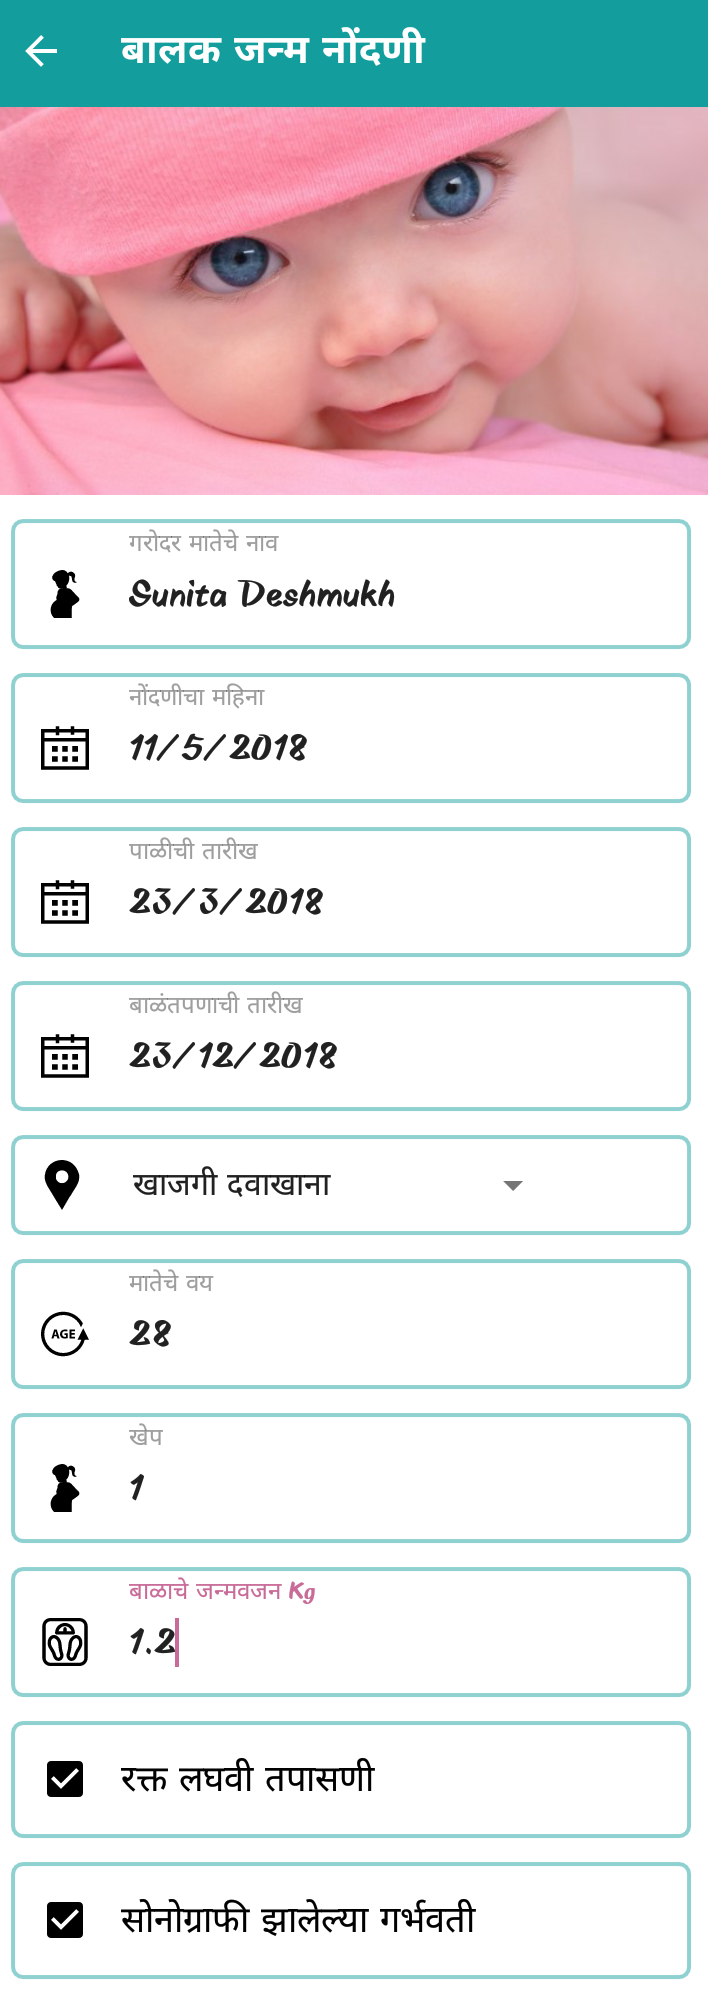 बालक जन्म नोंदणी
गरोदर मातेचे नाव
Sunita Deshmukh
नोंदणीचा महिना
11/5/2018
पाळीची तारीख
23/3/2018
बाळंतपणाची तारीख
23/12/2018
खाजगी दवाखाना
मातेचे वय
AGE
28
खेप
1
बाळाचे जन्मवजन Kg
1.2
रक्त लघवी तपासणी
सोनोग्राफी झालेल्या गर्भवती